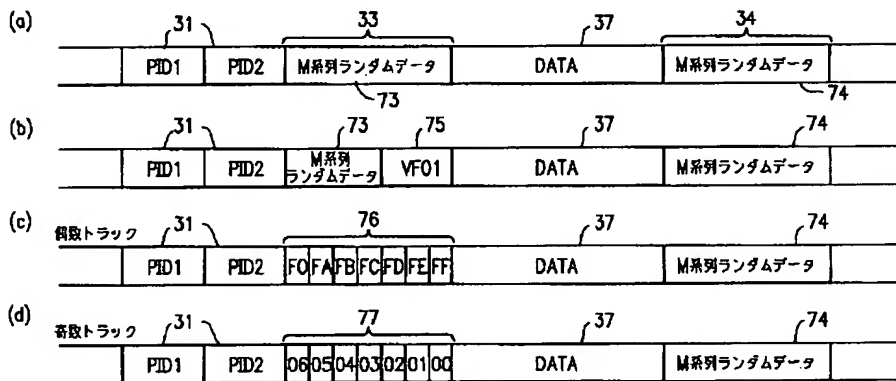 (a)
31 33 37 34
PID1 PID2 M系列ランダムデータ DATA M系列ランダムデータ
73 74
(b)
31 73 75 37 74
PID1 PID2 M系列ランダムデータ VFO1 DATA M系列ランダムデータ
(c)
偶数トラック 31 76 37 74
PID1 PID2 F0 FA FB FC FD FE FF DATA M系列ランダムデータ
(d)
奇数トラック 31 77 37 74
PID1 PID2 06 05 04 03 02 01 00 DATA M系列ランダムデータ